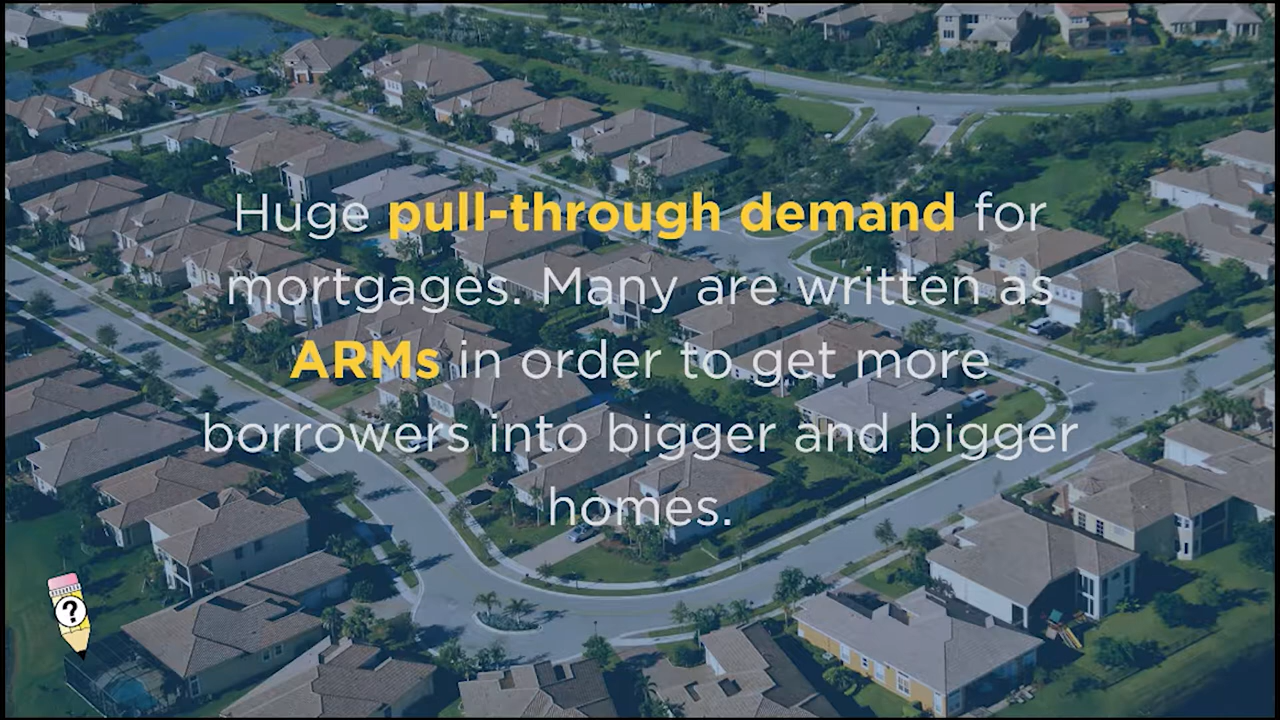 Huge pull-through demand for
mortgages. Many are written as
ARMs in order to get more
borrowers into bigger and bigger
homes.
?